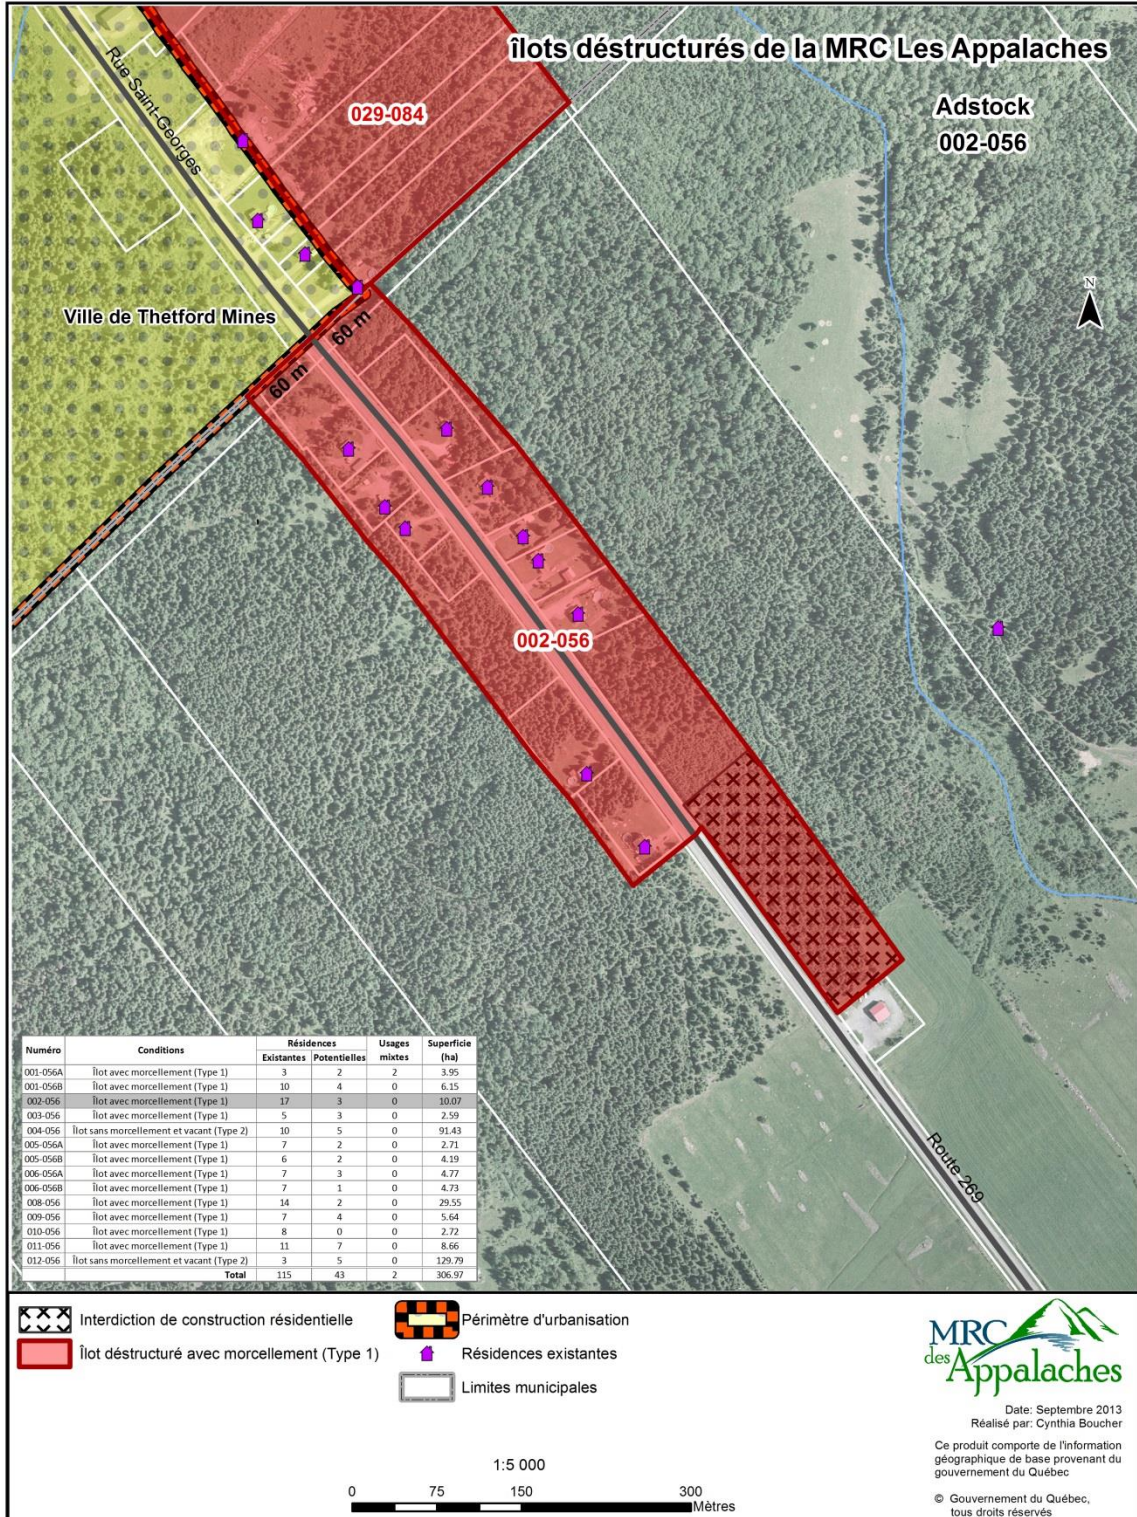 îlots déstructurés de la MRC Les Appalaches
Adstock
002-056
Rue Saint-Georges
029-084
N
Ville de Thetford Mines
60 m
60 m
002-056
Route 269
Numéro Conditions Résidences Usages mixtes Superficie (ha)
Existantes Potentielles
001-056A Îlot avec morcellement (Type 1) 3 2 2 3.95
001-056B Îlot avec morcellement (Type 1) 10 4 0 6.15
002-056 Îlot avec morcellement (Type 1) 17 3 0 10.07
003-056 Îlot avec morcellement (Type 1) 5 3 0 2.59
004-056 Îlot sans morcellement et vacant (Type 2) 10 5 0 91.43
005-056A Îlot avec morcellement (Type 1) 7 2 0 2.71
005-056B Îlot avec morcellement (Type 1) 6 2 0 4.19
006-056A Îlot avec morcellement (Type 1) 7 3 0 4.77
006-056B Îlot avec morcellement (Type 1) 7 1 0 4.73
008-056 Îlot avec morcellement (Type 1) 14 2 0 29.55
009-056 Îlot avec morcellement (Type 1) 7 4 0 5.64
010-056 Îlot avec morcellement (Type 1) 8 0 0 2.72
011-056 Îlot avec morcellement (Type 1) 11 7 0 8.66
012-056 Îlot sans morcellement et vacant (Type 2) 3 5 0 129.79
Total 115 43 2 306.97
Interdiction de construction résidentielle
Îlot déstructuré avec morcellement (Type 1)
Périmètre d'urbanisation
Résidences existantes
Limites municipales
1:5 000
0 75 150 300
Mètres
MRC
des Appalaches
Date: Septembre 2013
Réalisé par: Cynthia Boucher
Ce produit comporte de l'information
géographique de base provenant du
gouvernement du Québec
© Gouvernement du Québec,
tous droits réservés